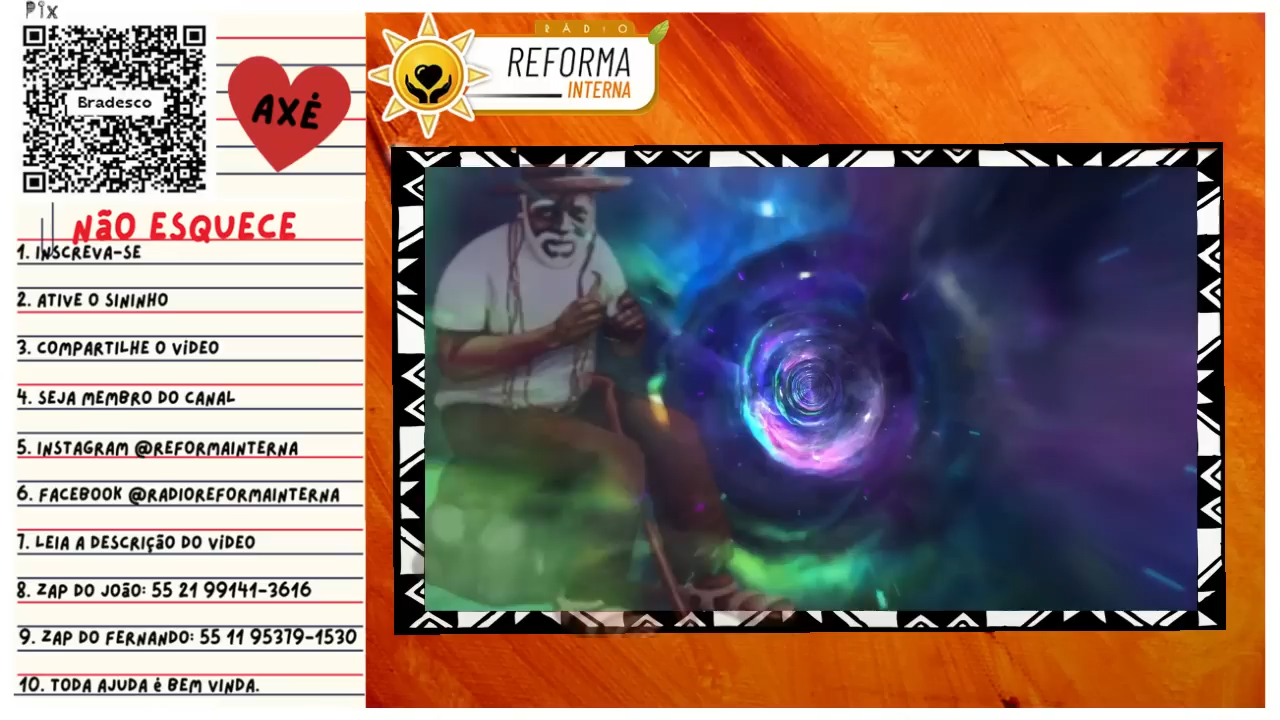 Pix
Bradesco
AXÉ
NãO ESQUECE
1. INSCREVA-SE
2. ATIVE O SININHO
3. COMPARTILHE O VíDEO
4. SEJA MEMBRO DO CANAL
5. INSTAGRAM @REFORMAINTERNA
6. FACEBOOK @RADIOREFORMAINTERNA
7. LEIA A DESCRIÇãO DO VíDEO
8. ZAP DO JOãO: 55 21 99141-3616
9. ZAP DO FERNANDO: 55 11 95379-1530
10. TODA AJUDA é BEM VINDA.
RÁDIO
REFORMA
INTERNA